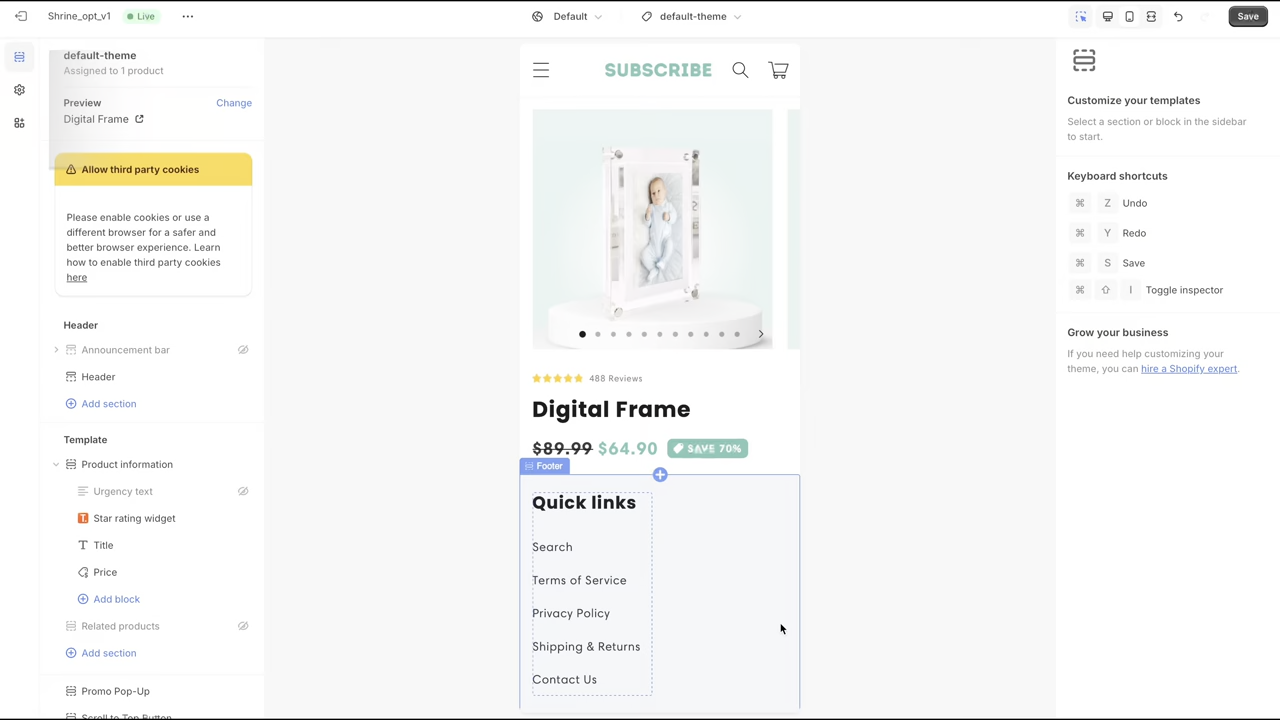 Shrine_opt_v1 Live ...
Default
default-theme
Save
default-theme
Assigned to 1 product
Preview
Change
Digital Frame
Allow third party cookies
Please enable cookies or use a
different browser for a safer and
better browser experience. Learn
how to enable third party cookies
here
Header
Announcement bar
Header
Add section
Template
Product information
Urgency text
Star rating widget
Title
Price
Add block
Related products
Add section
Promo Pop-Up
Scroll to Top Button
SUBSCRIBE
488 Reviews
Digital Frame
$89.99 $64.90 SAVE 70%
Footer
Quick links
Search
Terms of Service
Privacy Policy
Shipping & Returns
Contact Us
Customize your templates
Select a section or block in the sidebar
to start.
Keyboard shortcuts
⌘ Z Undo
⌘ Y Redo
⌘ S Save
⌘ ⇧ I Toggle inspector
Grow your business
If you need help customizing your
theme, you can hire a Shopify expert.